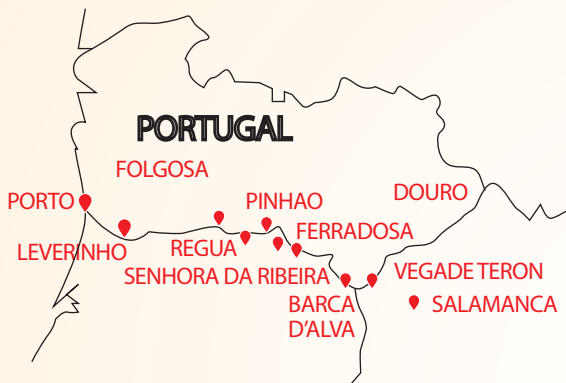 PORTUGAL
FOLGOSA
PORTO
PINHAO
DOURO
LEVERINHO
REGUA
FERRADOSA
SENHORA DA RIBEIRA
VEGADE TERON
BARCA
D'ALVA
SALAMANCA